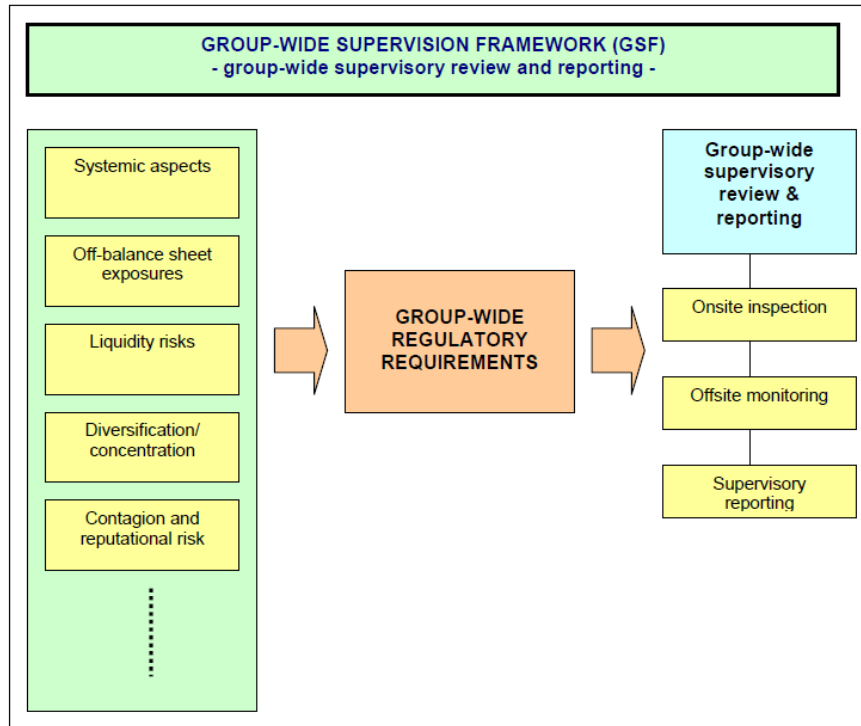 GROUP-WIDE SUPERVISION FRAMEWORK (GSF)
- group-wide supervisory review and reporting -
Systemic aspects
Off-balance sheet
exposures
Liquidity risks
Diversification/
concentration
Contagion and
reputational risk
GROUP-WIDE
REGULATORY
REQUIREMENTS
Group-wide
supervisory
review &
reporting
Onsite inspection
Offsite monitoring
Supervisory
reporting